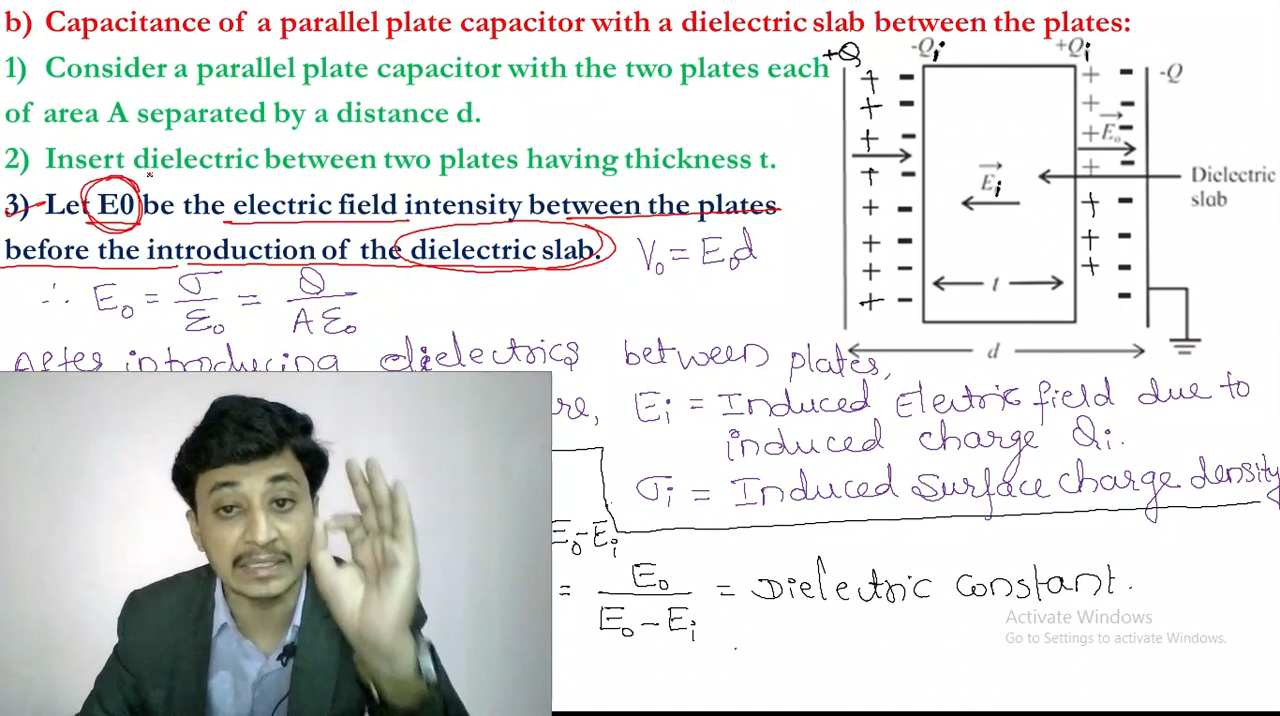 b) Capacitance of a parallel plate capacitor with a dielectric slab between the plates:
1) Consider a parallel plate capacitor with the two plates each
of area A separated by a distance d.
2) Insert dielectric between two plates having thickness t.
3) Let E0 be the electric field intensity between the plates
before the introduction of the dielectric slab. V₀ = E₀d
∴ E₀ = σ/ε₀ = Q/Aε₀
After introducing dielectrics between plates,
Eᵢ = Induced Electric field due to
induced charge Qᵢ.
σᵢ = Induced Surface charge density
E₀-Eᵢ
= E₀/(E₀-Eᵢ) = Dielectric constant.
+Q -Qᵢ +Qᵢ
-Q
E₀
Eᵢ
Dielectric
slab
t
d
Activate Windows
Go to Settings to activate Windows.